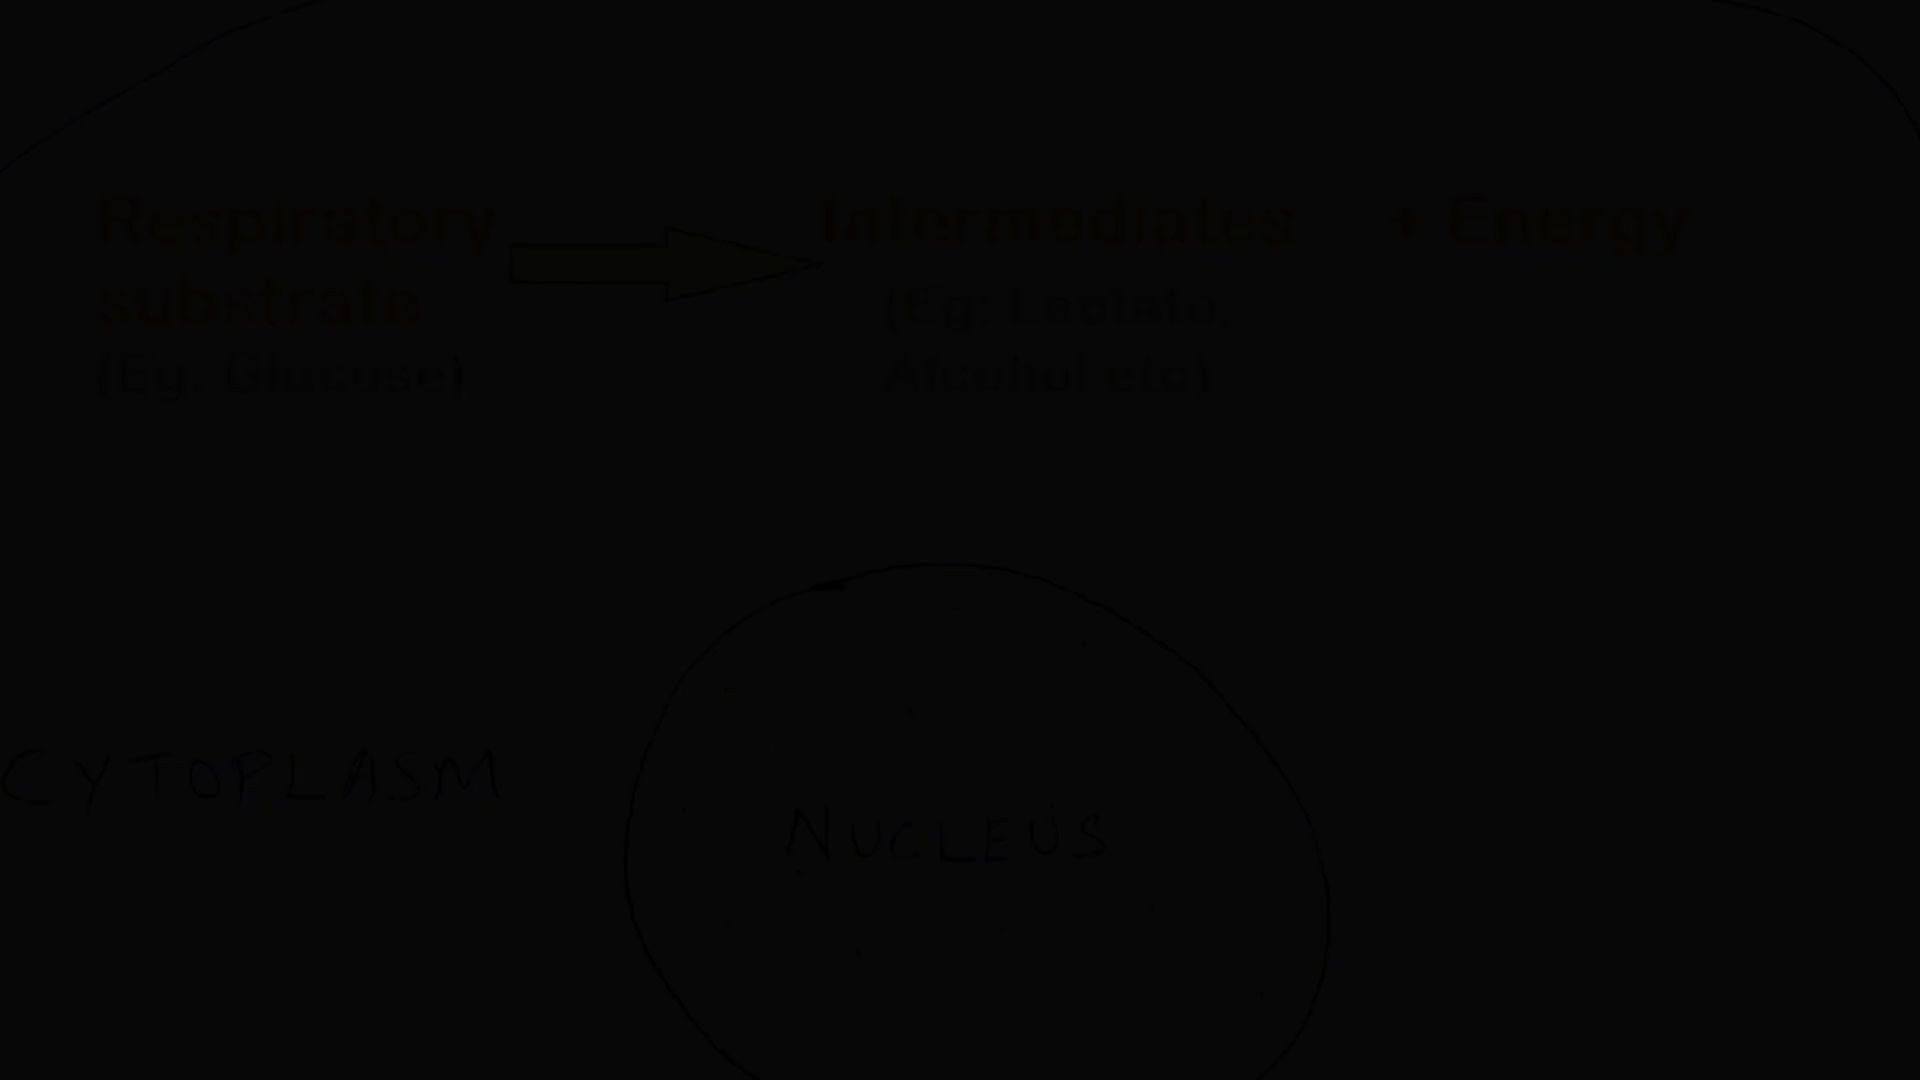 Respiratory Intermediates + Energy
substrate (Eg: Lactate,
(Eg: Glucose) Alcohol etc)
CYTOPLASM
NUCLEUS